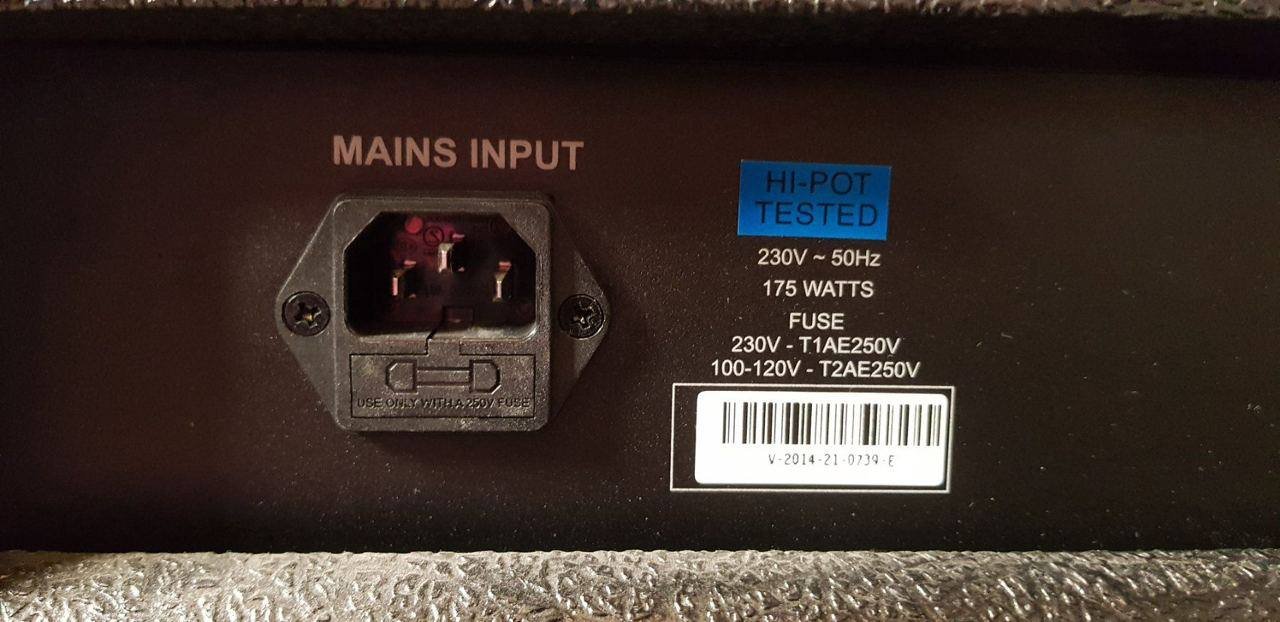 MAINS INPUT
HI-POT
TESTED
230V ~ 50Hz
175 WATTS
FUSE
230V - T1AE250V
100-120V - T2AE250V
USE ONLY WITH A 250V FUSE
V-2014-21-0739-E